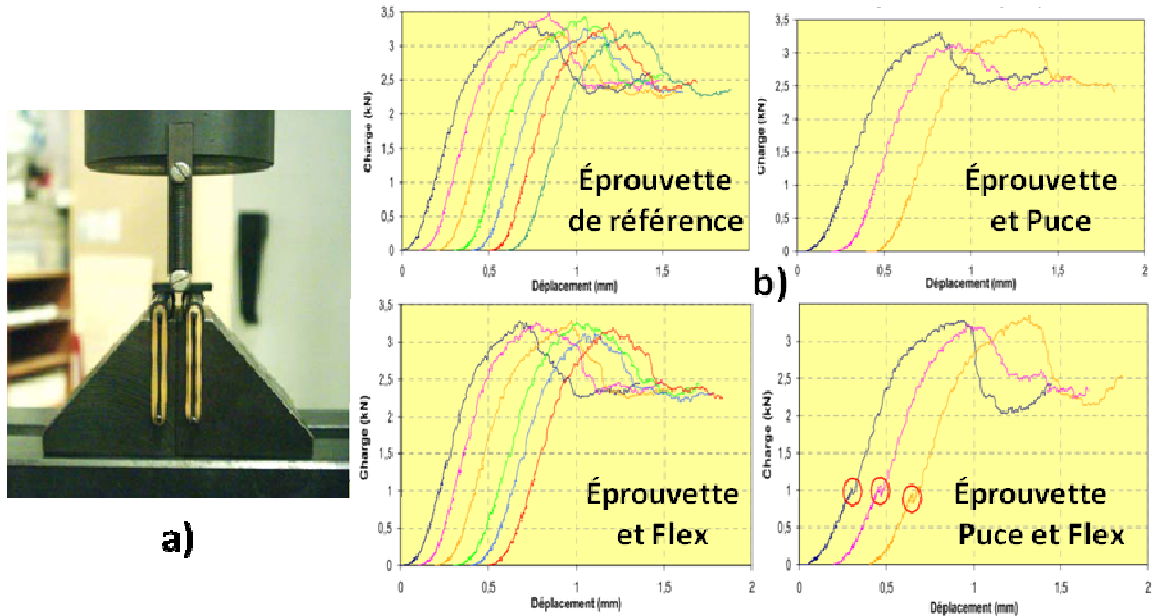 Charge (kN)
3,5
3
2,5
2
1,5
1
0,5
0
Éprouvette
de référence
0 0,5 1 1,5 2
Déplacement (mm)
Charge (kN)
3,5
3
2,5
2
1,5
1
0,5
0
Éprouvette
et Puce
0 0,5 1 1,5 2
Déplacement (mm)
b)
Charge (kN)
3,5
3
2,5
2
1,5
1
0,5
0
Éprouvette
et Flex
0 0,5 1 1,5 2
Déplacement (mm)
Charge (kN)
3,5
3
2,5
2
1,5
1
0,5
0
Éprouvette
Puce et Flex
0 0,5 1 1,5 2
Déplacement (mm)
a)